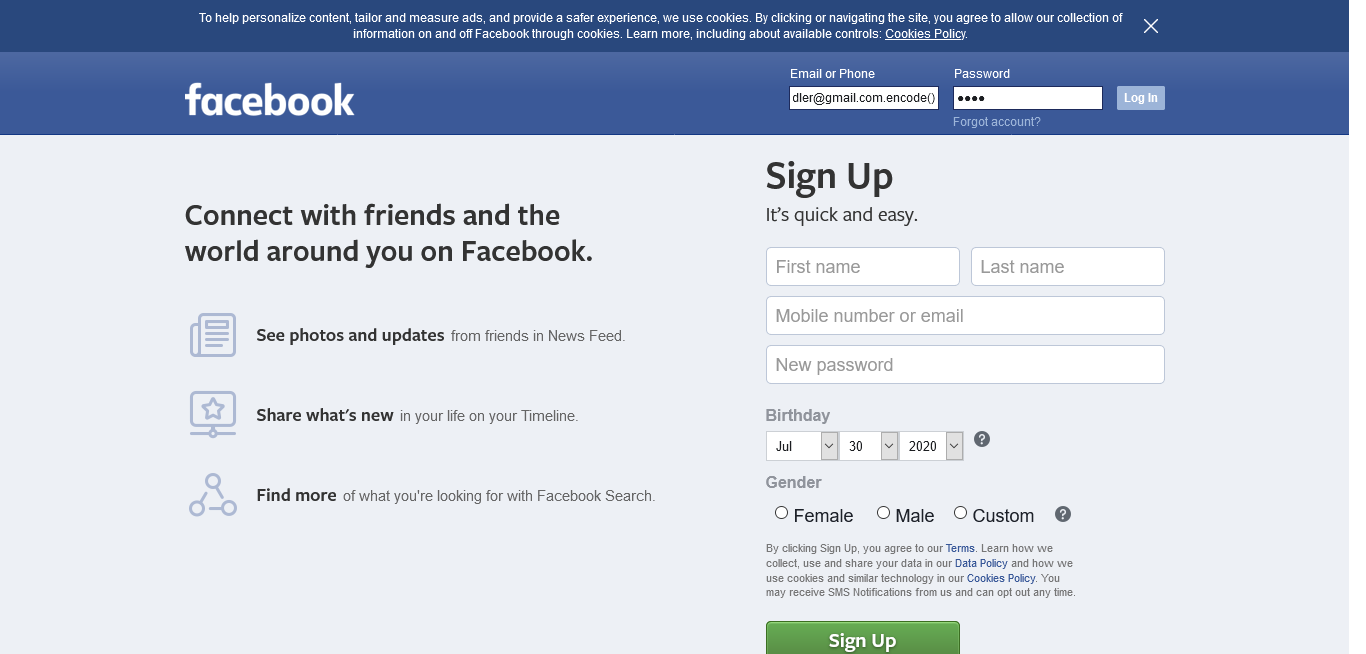 To help personalize content, tailor and measure ads, and provide a safer experience, we use cookies. By clicking or navigating the site, you agree to allow our collection of
information on and off Facebook through cookies. Learn more, including about available controls: Cookies Policy.
facebook
Email or Phone
Password
dler@gmail.com.encode()
Log In
Forgot account?
Connect with friends and the
world around you on Facebook.
See photos and updates from friends in News Feed.
Share what's new in your life on your Timeline.
Find more of what you're looking for with Facebook Search.
Sign Up
It's quick and easy.
First name
Last name
Mobile number or email
New password
Birthday
Jul 30 2020 ?
Gender
Female Male Custom ?
By clicking Sign Up, you agree to our Terms. Learn how we
collect, use and share your data in our Data Policy and how we
use cookies and similar technology in our Cookies Policy. You
may receive SMS Notifications from us and can opt out any time.
Sign Up